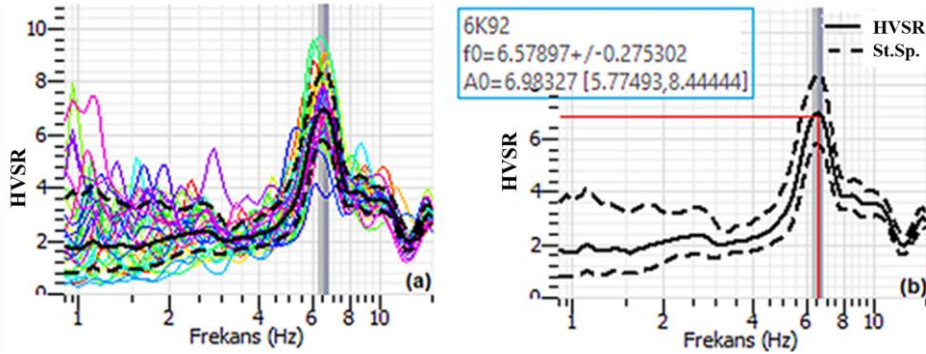 10
8
6
4
2
0
HVSR
1
2
4
6
8
10
Frekans (Hz)
(a)
6K92
f0=6.57897+/-0.275302
A0=6.98327 [5.77493,8.44444]
HVSR
St.Sp.
6
4
2
0
HVSR
1
2
4
6
8
10
Frekans (Hz)
(b)